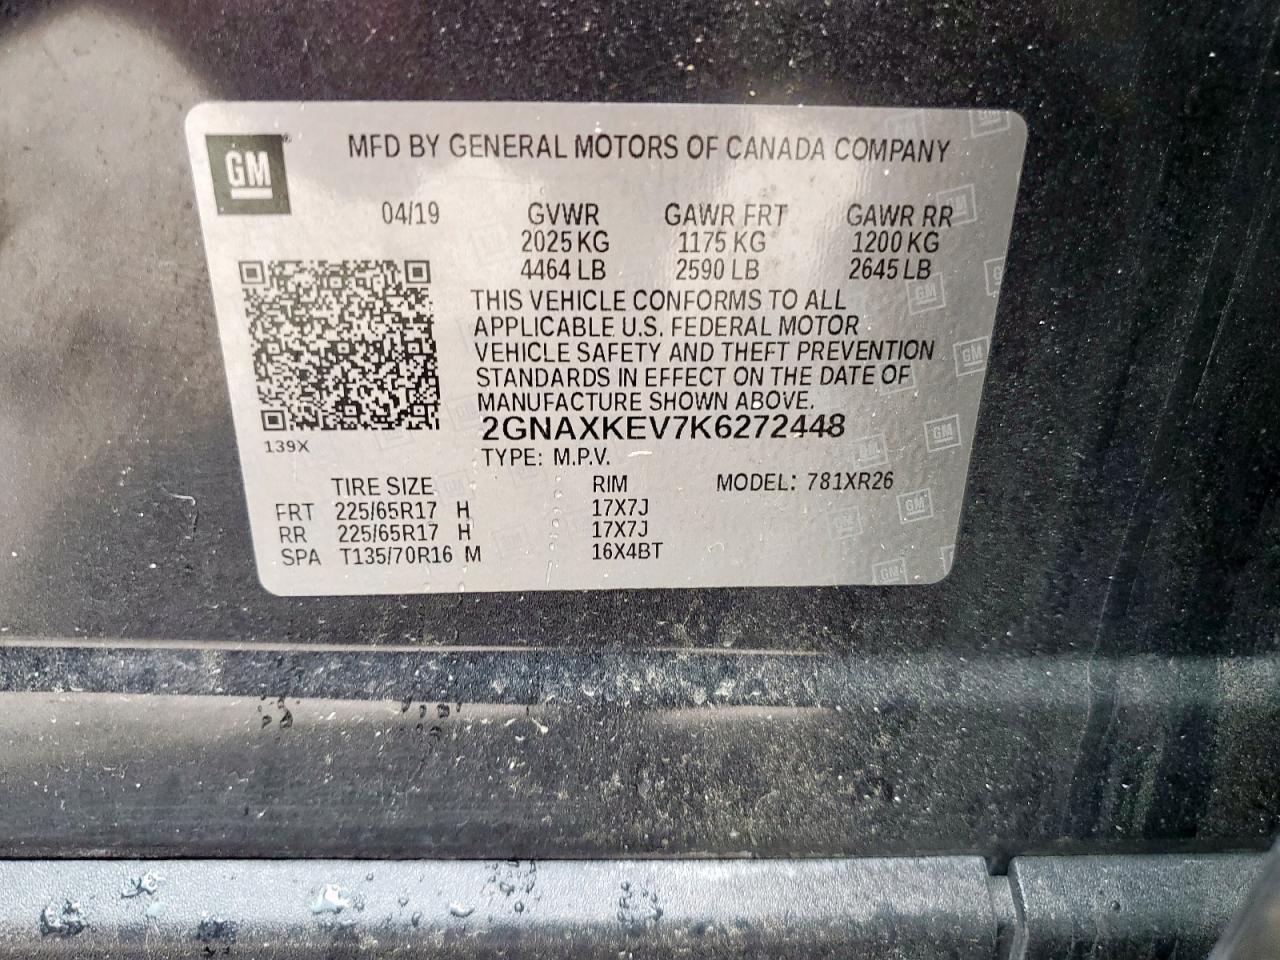 MFD BY GENERAL MOTORS OF CANADA COMPANY
GM
04/19 GVWR GAWR FRT GAWR RR
2025 KG 1175 KG 1200 KG
4464 LB 2590 LB 2645 LB
THIS VEHICLE CONFORMS TO ALL
APPLICABLE U.S. FEDERAL MOTOR
VEHICLE SAFETY AND THEFT PREVENTION
STANDARDS IN EFFECT ON THE DATE OF
MANUFACTURE SHOWN ABOVE.
2GNAXKEV7K6272448
139X
TYPE: M.P.V.
TIRE SIZE RIM MODEL: 781XR26
FRT 225/65R17 H 17X7J
RR 225/65R17 H 17X7J
SPA T135/70R16 M 16X4BT